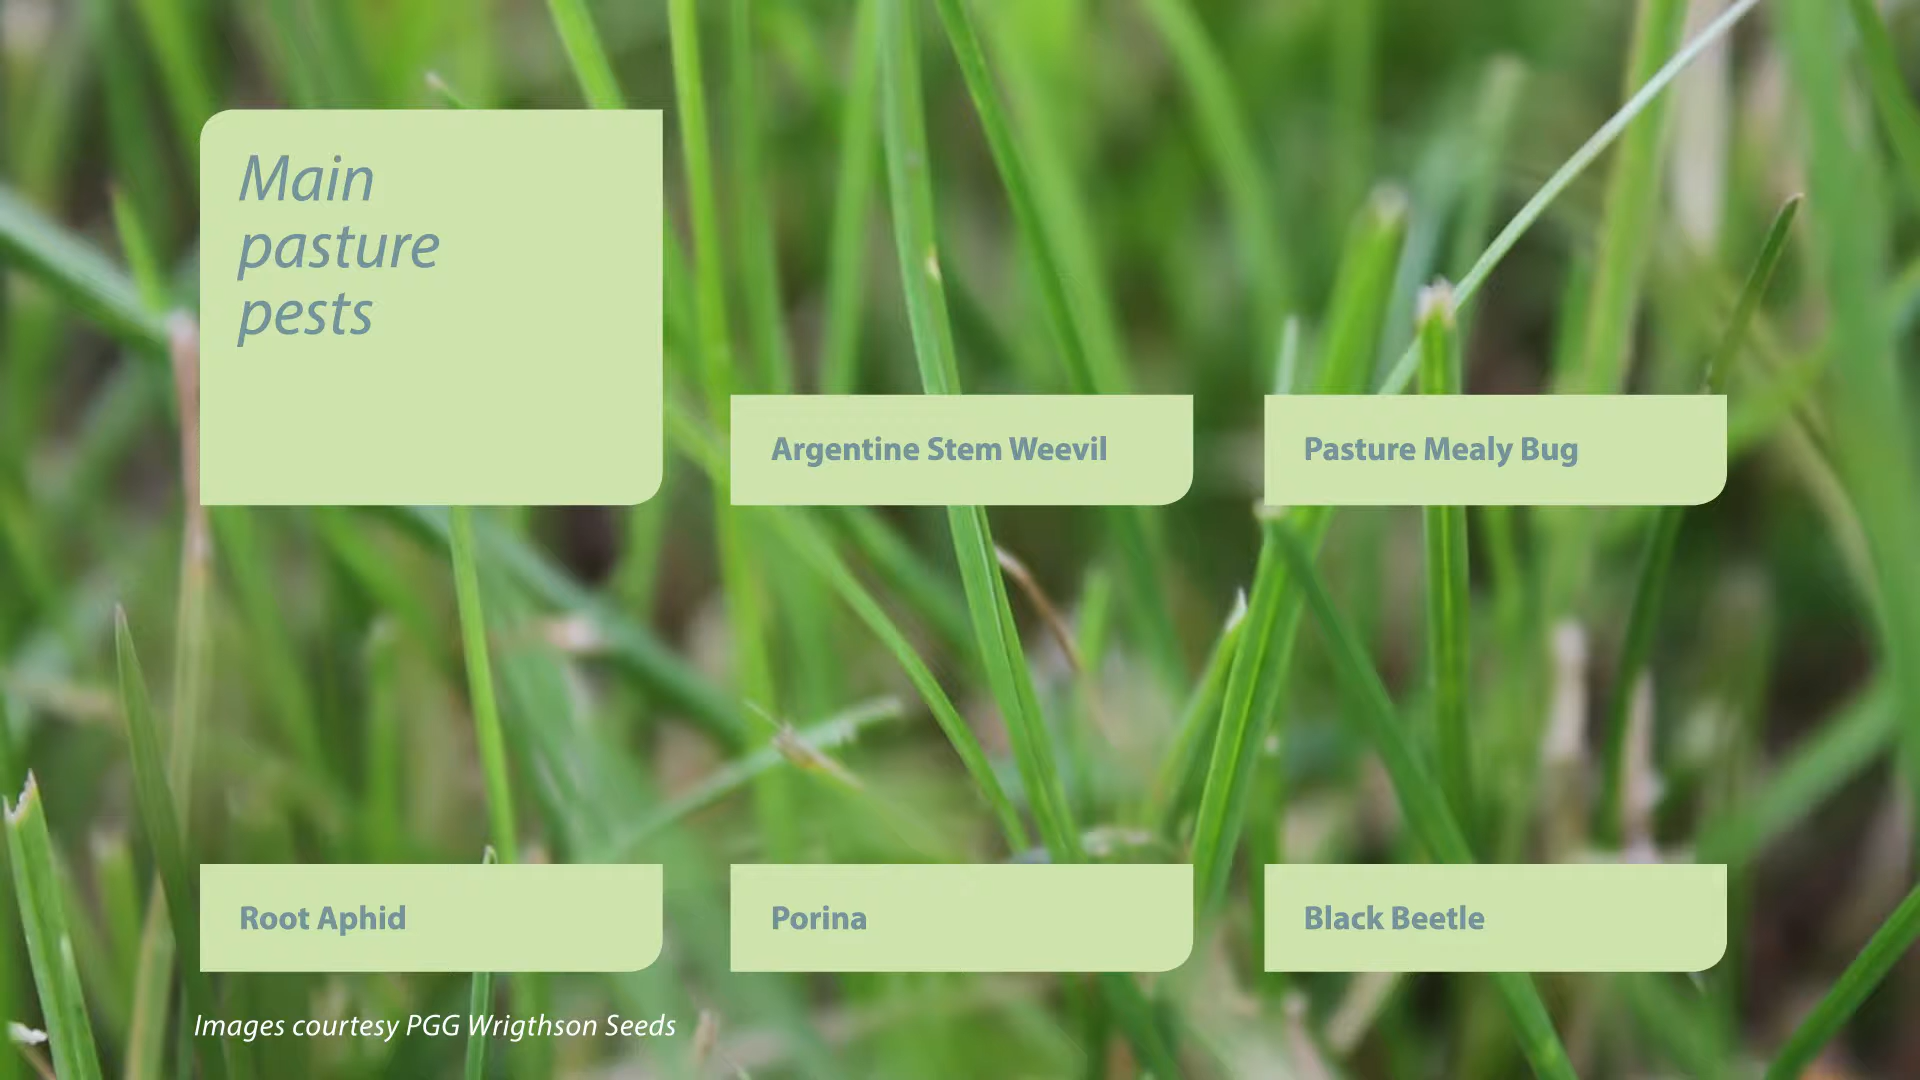 Main
pasture
pests
Argentine Stem Weevil
Pasture Mealy Bug
Root Aphid
Porina
Black Beetle
Images courtesy PGG Wrigthson Seeds